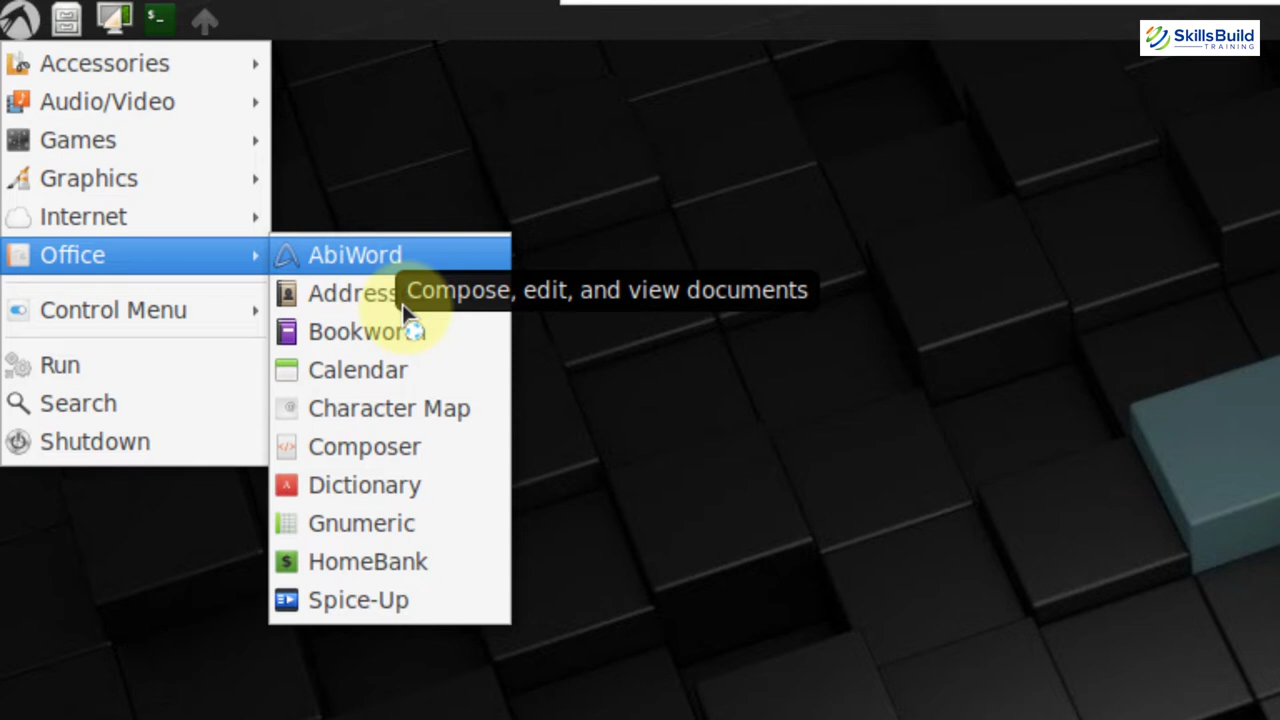 $_
SkillsBuild
TRAINING
Accessories
Audio/Video
Games
Graphics
Internet
Office
Control Menu
Run
Search
Shutdown
AbiWord
Address
Compose, edit, and view documents
Bookworm
Calendar
Character Map
Composer
Dictionary
Gnumeric
HomeBank
Spice-Up